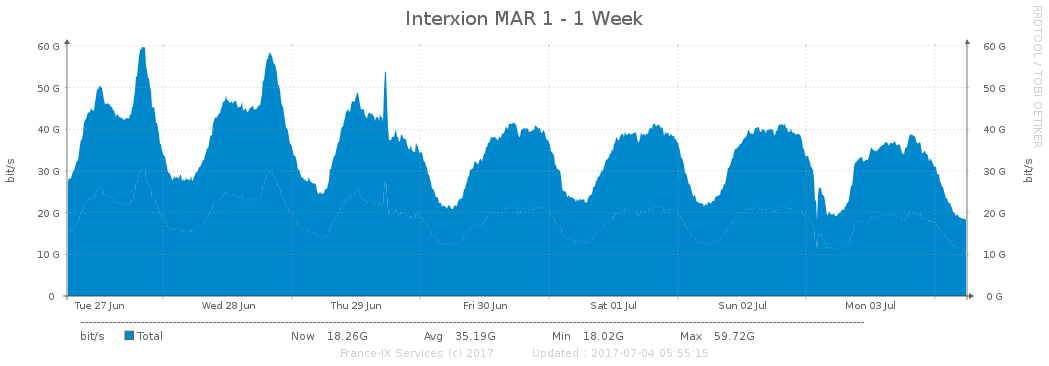 Interxion MAR 1 - 1 Week
RRDTOOL / TOBI OETIKER
60 G 60 G
50 G 50 G
40 G 40 G
30 G 30 G
20 G 20 G
10 G 10 G
0 0 G
bit/s bit/s
Tue 27 Jun Wed 28 Jun Thu 29 Jun Fri 30 Jun Sat 01 Jul Sun 02 Jul Mon 03 Jul
bit/s Total Now 18.26G Avg 35.19G Min 18.02G Max 59.72G
France-IX Services (c) 2017 Updated : 2017-07-04 05:55:15